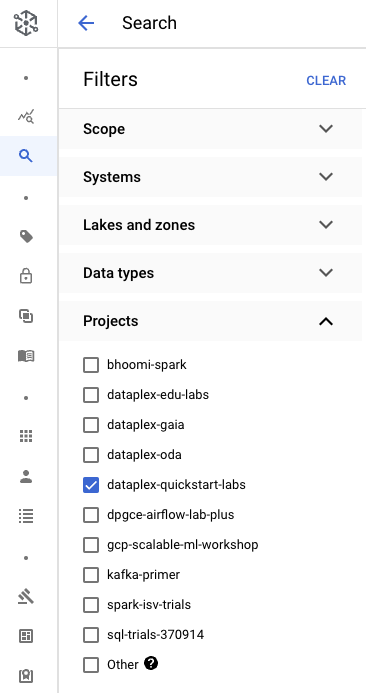 Search
Filters
CLEAR
Scope
Systems
Lakes and zones
Data types
Projects
bhoomi-spark
dataplex-edu-labs
dataplex-gaia
dataplex-oda
dataplex-quickstart-labs
dpgce-airflow-lab-plus
gcp-scalable-ml-workshop
kafka-primer
spark-isv-trials
sql-trials-370914
Other ?